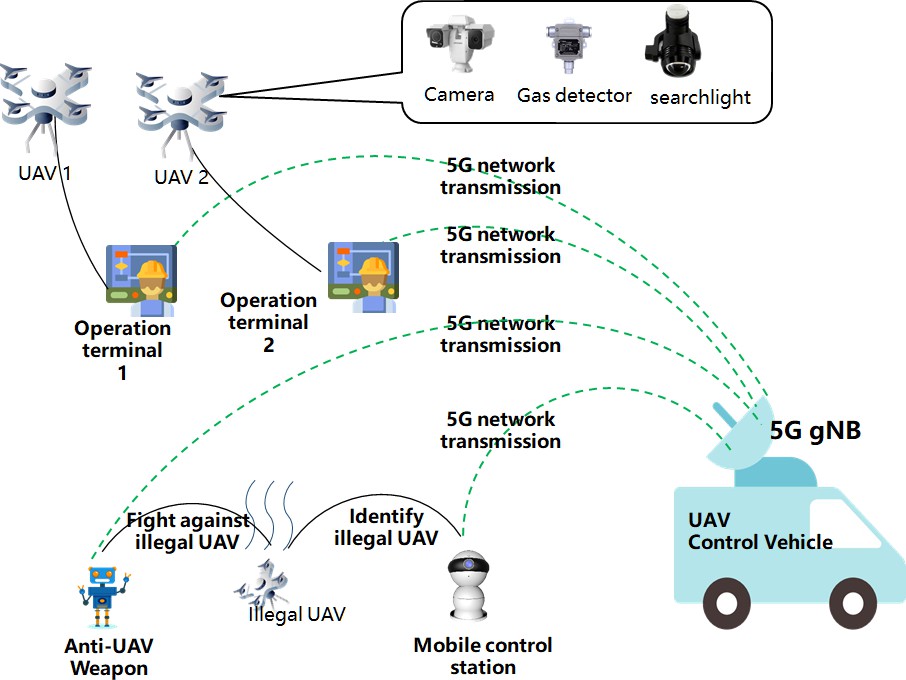 Camera
Gas detector
searchlight
UAV 1
UAV 2
5G network
transmission
5G network
transmission
Operation
terminal
1
Operation
terminal
2
5G network
transmission
5G network
transmission
5G gNB
Fight against
illegal UAV
Identify
illegal UAV
UAV
Control Vehicle
Illegal UAV
Anti-UAV
Weapon
Mobile control
station